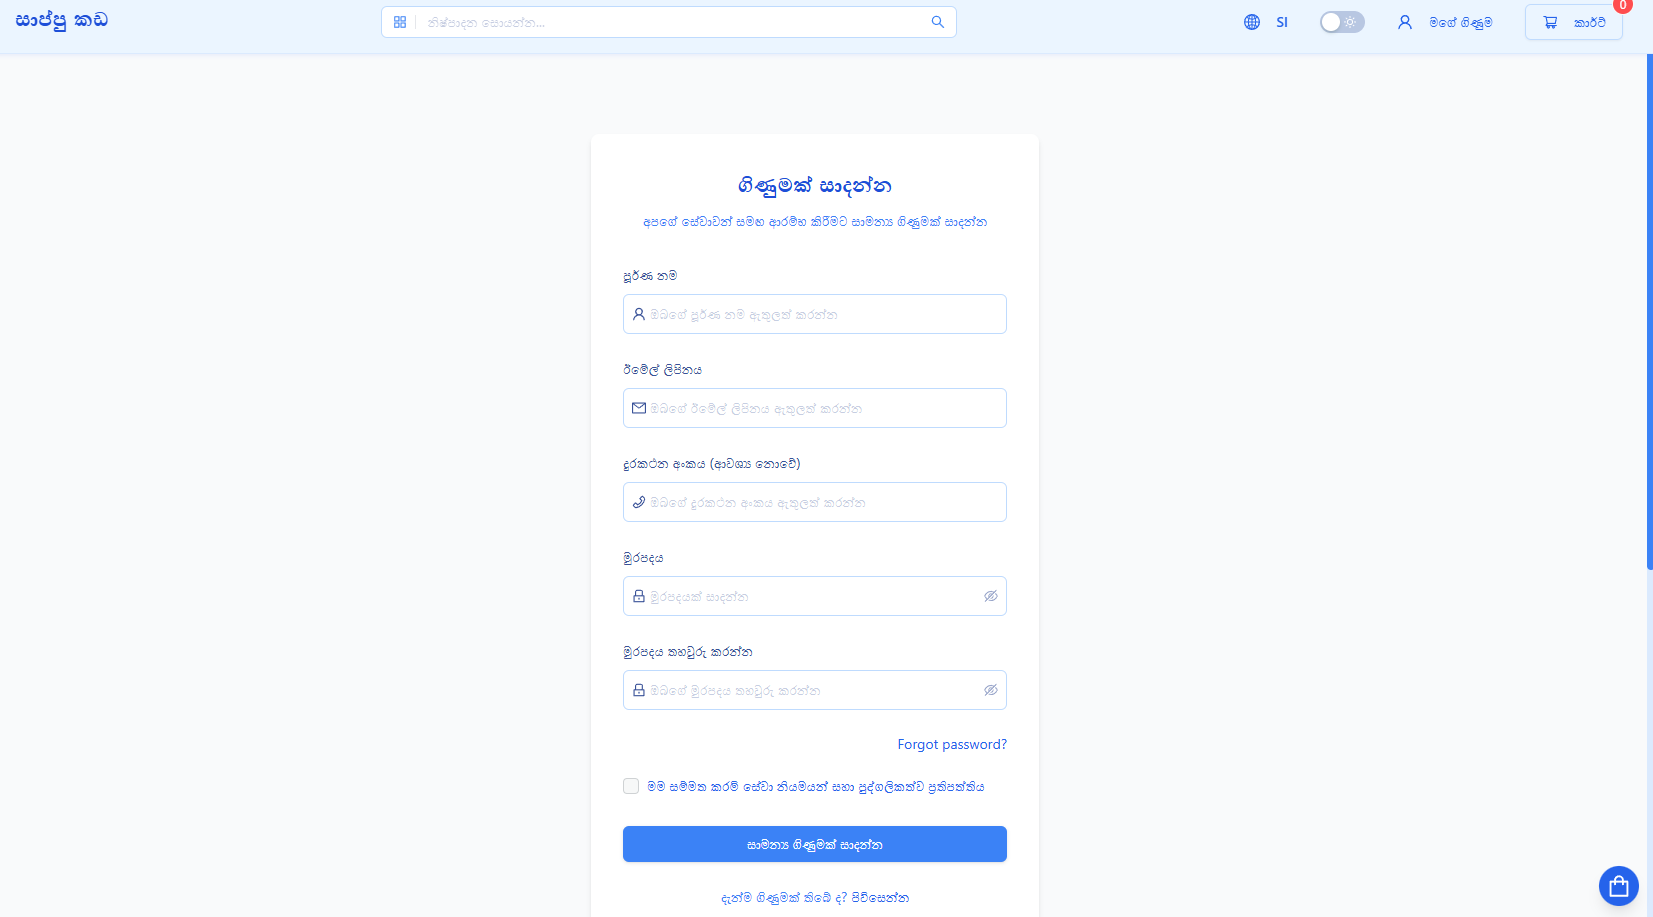 සාප්පු කඩ
නිෂ්පාදන සොයන්න...
SI
මගේ ගිණුම
කාර්ට්
0
ගිණුමක් සාදන්න
අපගේ සේවාවන් සමඟ ආරම්භ කිරීමට සාමාන්‍ය ගිණුමක් සාදන්න
පූර්ණ නම
ඔබගේ පූර්ණ නම ඇතුලත් කරන්න
ඊමේල් ලිපිනය
ඔබගේ ඊමේල් ලිපිනය ඇතුලත් කරන්න
දුරකථන අංකය (අවශ්‍ය නොවේ)
ඔබගේ දුරකථන අංකය ඇතුලත් කරන්න
මුරපදය
මුරපදයක් සාදන්න
මුරපදය තහවුරු කරන්න
ඔබගේ මුරපදය තහවුරු කරන්න
Forgot password?
මම සම්මත කරමි සේවා නියමයන් සහා පුද්ගලිකත්ව ප්‍රතිපත්තිය
සාමාන්‍ය ගිණුමක් සාදන්න
දැන්ම ගිණුමක් තිබේ ද? පිවිසෙන්න